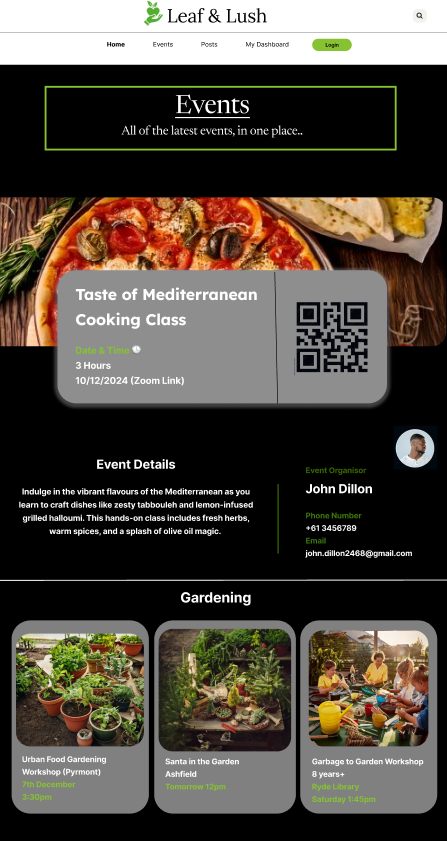 Leaf & Lush
Home Events Posts My Dashboard Login
Events
All of the latest events, in one place..
Taste of Mediterranean
Cooking Class
Date & Time
3 Hours
10/12/2024 (Zoom Link)
Event Details
Indulge in the vibrant flavours of the Mediterranean as you
learn to craft dishes like zesty tabbouleh and lemon-infused
grilled halloumi. This hands-on class includes fresh herbs,
warm spices, and a splash of olive oil magic.
Event Organisor
John Dillon
Phone Number
+61 3456789
Email
john.dillon2468@gmail.com
Gardening
Urban Food Gardening
Workshop (Pyrmont)
7th December
3:30pm
Santa in the Garden
Ashfield
Tomorrow 12pm
Garbage to Garden Workshop
8 years+
Ryde Library
Saturday 1:45pm